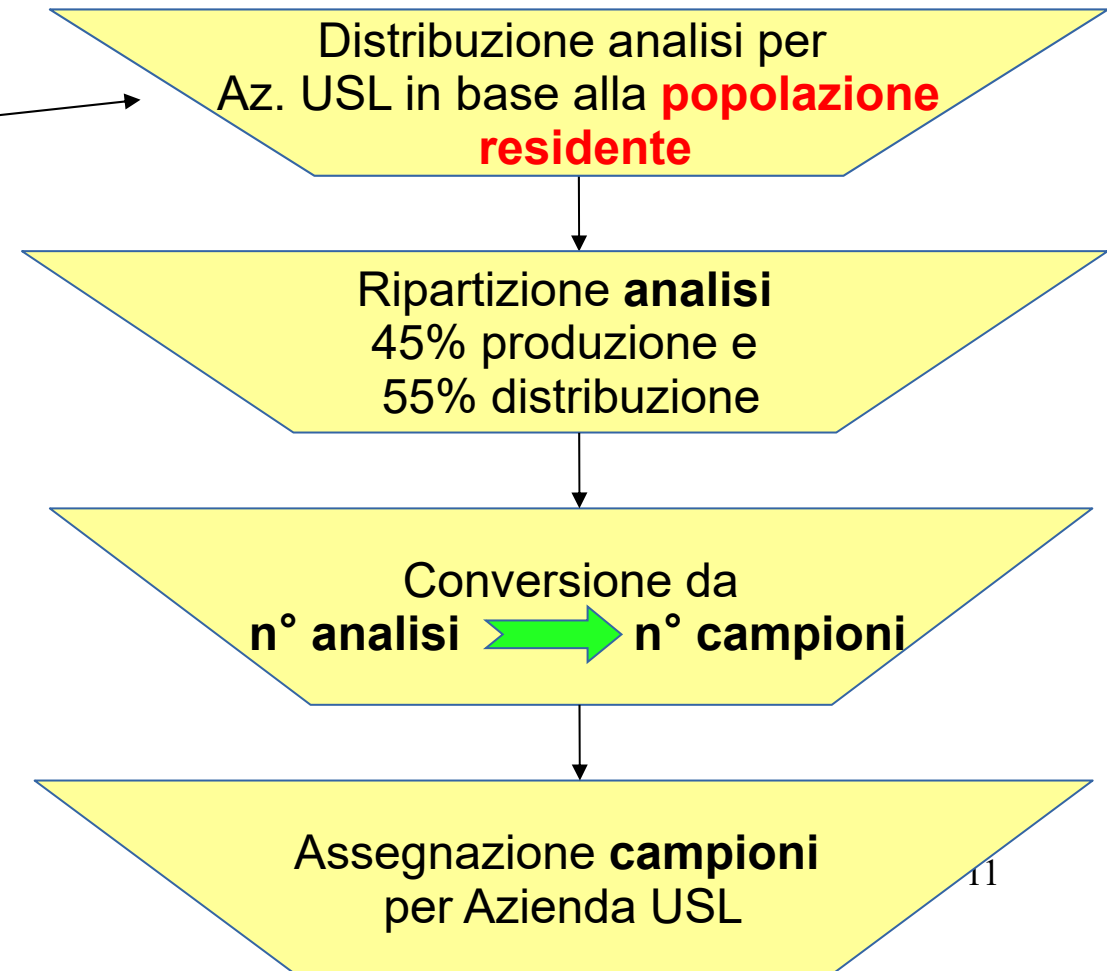 Distribuzione analisi per
Az. USL in base alla popolazione
residente
Ripartizione analisi
45% produzione e
55% distribuzione
Conversione da
n° analisi n° campioni
Assegnazione campioni
per Azienda USL
11